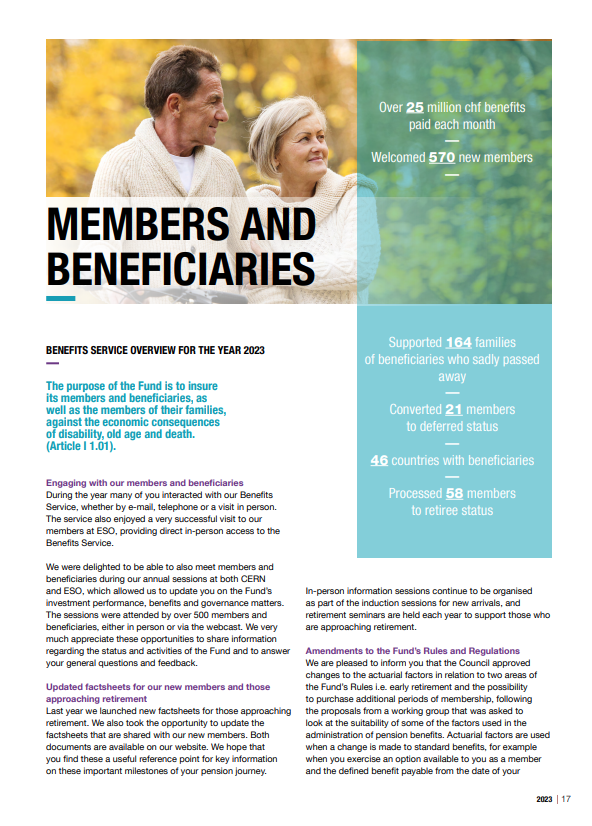 Over 25 million chf benefits
paid each month
Welcomed 570 new members
MEMBERS AND
BENEFICIARIES
Supported 164 families
of beneficiaries who sadly passed
away
Converted 21 members
to deferred status
46 countries with beneficiaries
Processed 58 members
to retiree status
BENEFITS SERVICE OVERVIEW FOR THE YEAR 2023
The purpose of the Fund is to insure
its members and beneficiaries, as
well as the members of their families,
against the economic consequences
of disability, old age and death.
(Article I 1.01).
Engaging with our members and beneficiaries
During the year many of you interacted with our Benefits
Service, whether by e-mail, telephone or a visit in person.
The service also enjoyed a very successful visit to our
members at ESO, providing direct in-person access to the
Benefits Service.
We were delighted to be able to also meet members and
beneficiaries during our annual sessions at both CERN
and ESO, which allowed us to update you on the Fund's
investment performance, benefits and governance matters.
The sessions were attended by over 500 members and
beneficiaries, either in person or via the webcast. We very
much appreciate these opportunities to share information
regarding the status and activities of the Fund and to answer
your general questions and feedback.
Updated factsheets for our new members and those
approaching retirement
Last year we launched new factsheets for those approaching
retirement. We also took the opportunity to update the
factsheets that are shared with our new members. Both
documents are available on our website. We hope that
you find these a useful reference point for key information
on these important milestones of your pension journey.
In-person information sessions continue to be organised
as part of the induction sessions for new arrivals, and
retirement seminars are held each year to support those who
are approaching retirement.
Amendments to the Fund's Rules and Regulations
We are pleased to inform you that the Council approved
changes to the actuarial factors in relation to two areas of
the Fund's Rules i.e. early retirement and the possibility
to purchase additional periods of membership, following
the proposals from a working group that was asked to
look at the suitability of some of the factors used in the
administration of pension benefits. Actuarial factors are used
when a change is made to standard benefits, for example
when you exercise an option available to you as a member
and the defined benefit payable from the date of your
2023 | 17